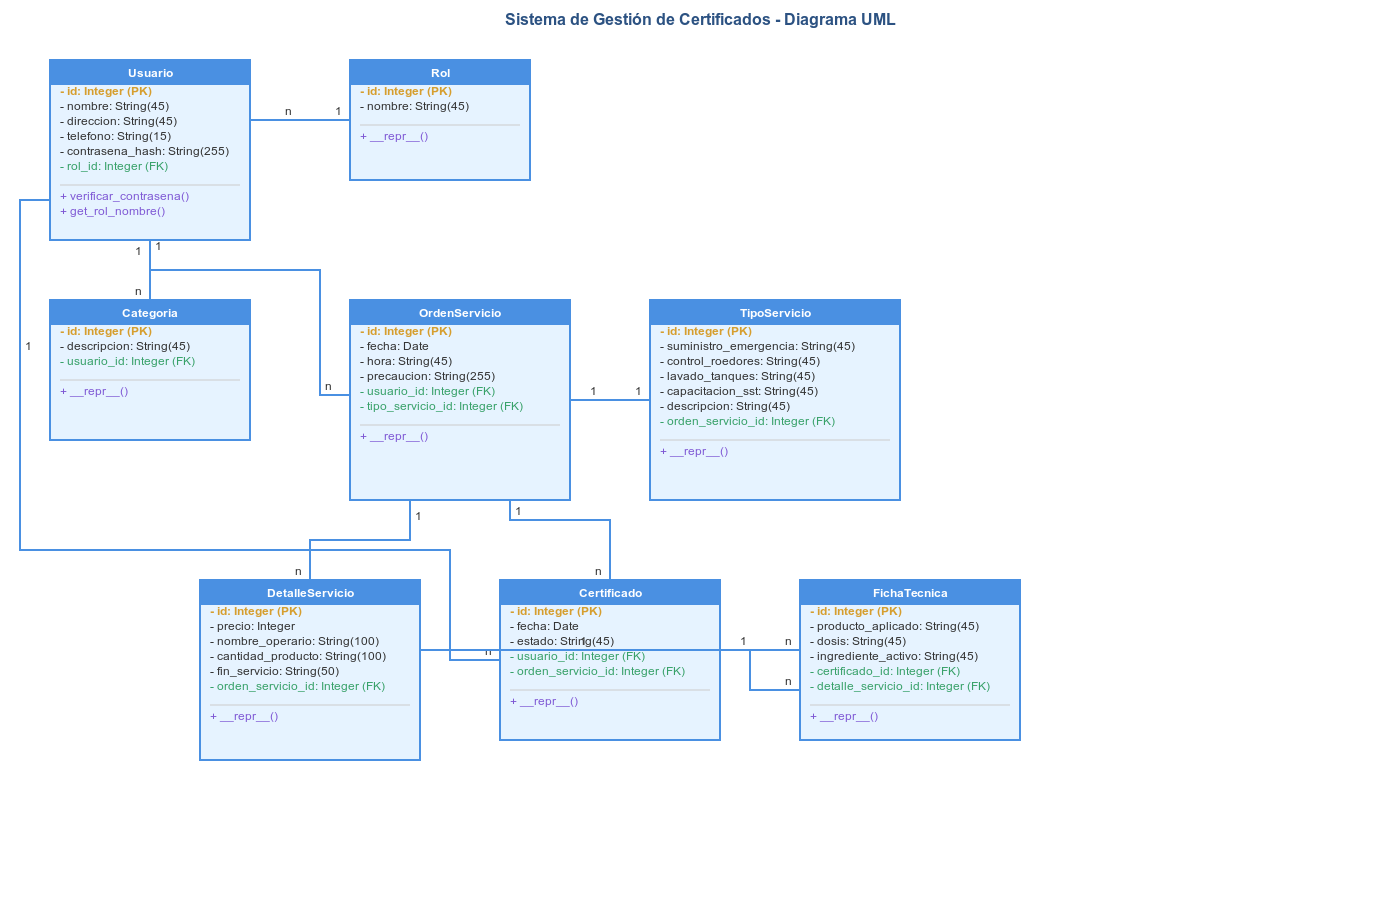 Sistema de Gestión de Certificados - Diagrama UML
Usuario
- id: Integer (PK)
- nombre: String(45)
- direccion: String(45)
- telefono: String(15)
- contrasena_hash: String(255)
- rol_id: Integer (FK)
+ verificar_contrasena()
+ get_rol_nombre()
n
1
Rol
- id: Integer (PK)
- nombre: String(45)
+ __repr__()
1
1
n
1
Categoria
- id: Integer (PK)
- descripcion: String(45)
- usuario_id: Integer (FK)
+ __repr__()
n
OrdenServicio
- id: Integer (PK)
- fecha: Date
- hora: String(45)
- precaucion: String(255)
- usuario_id: Integer (FK)
- tipo_servicio_id: Integer (FK)
+ __repr__()
1
1
TipoServicio
- id: Integer (PK)
- suministro_emergencia: String(45)
- control_roedores: String(45)
- lavado_tanques: String(45)
- capacitacion_sst: String(45)
- descripcion: String(45)
- orden_servicio_id: Integer (FK)
+ __repr__()
1
1
n
n
DetalleServicio
- id: Integer (PK)
- precio: Integer
- nombre_operario: String(100)
- cantidad_producto: String(100)
- fin_servicio: String(50)
- orden_servicio_id: Integer (FK)
+ __repr__()
n
Certificado
- id: Integer (PK)
- fecha: Date
- estado: String(45)
1
- usuario_id: Integer (FK)
- orden_servicio_id: Integer (FK)
+ __repr__()
1
n
n
FichaTecnica
- id: Integer (PK)
- producto_aplicado: String(45)
- dosis: String(45)
- ingrediente_activo: String(45)
- certificado_id: Integer (FK)
- detalle_servicio_id: Integer (FK)
+ __repr__()